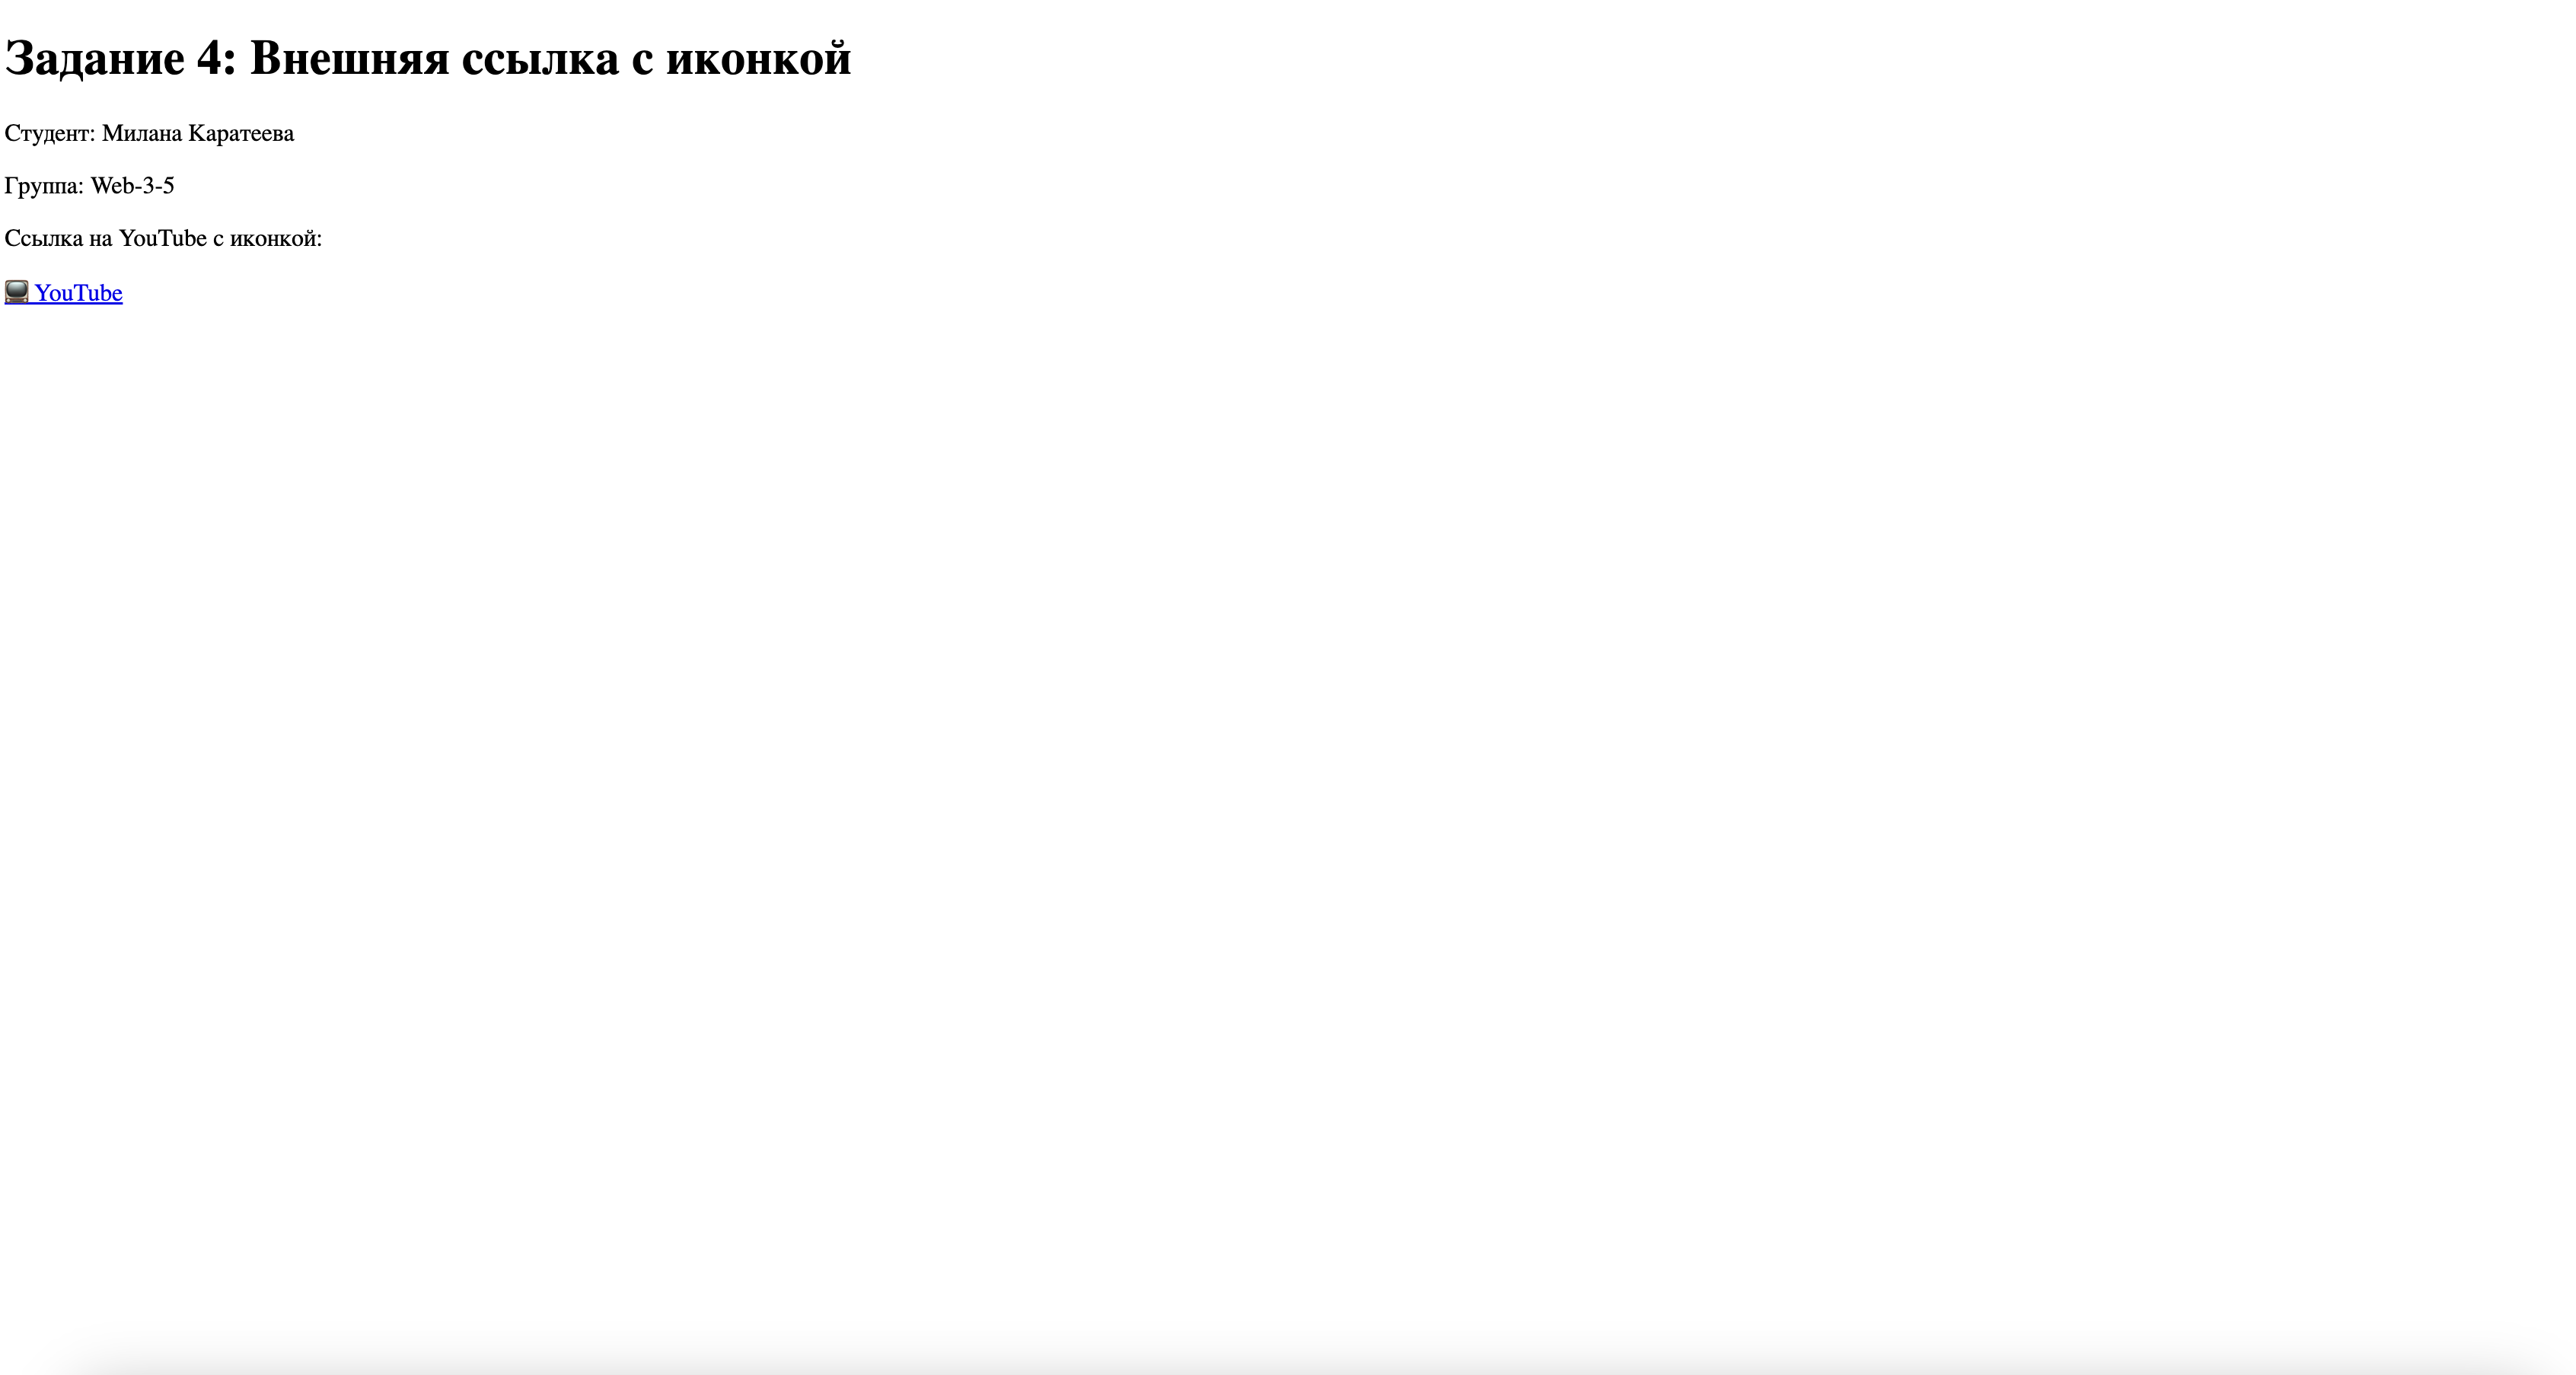 Задание 4: Внешняя ссылка с иконкой
Студент: Милана Каратеева
Группа: Web-3-5
Ссылка на YouTube с иконкой:
📺 YouTube